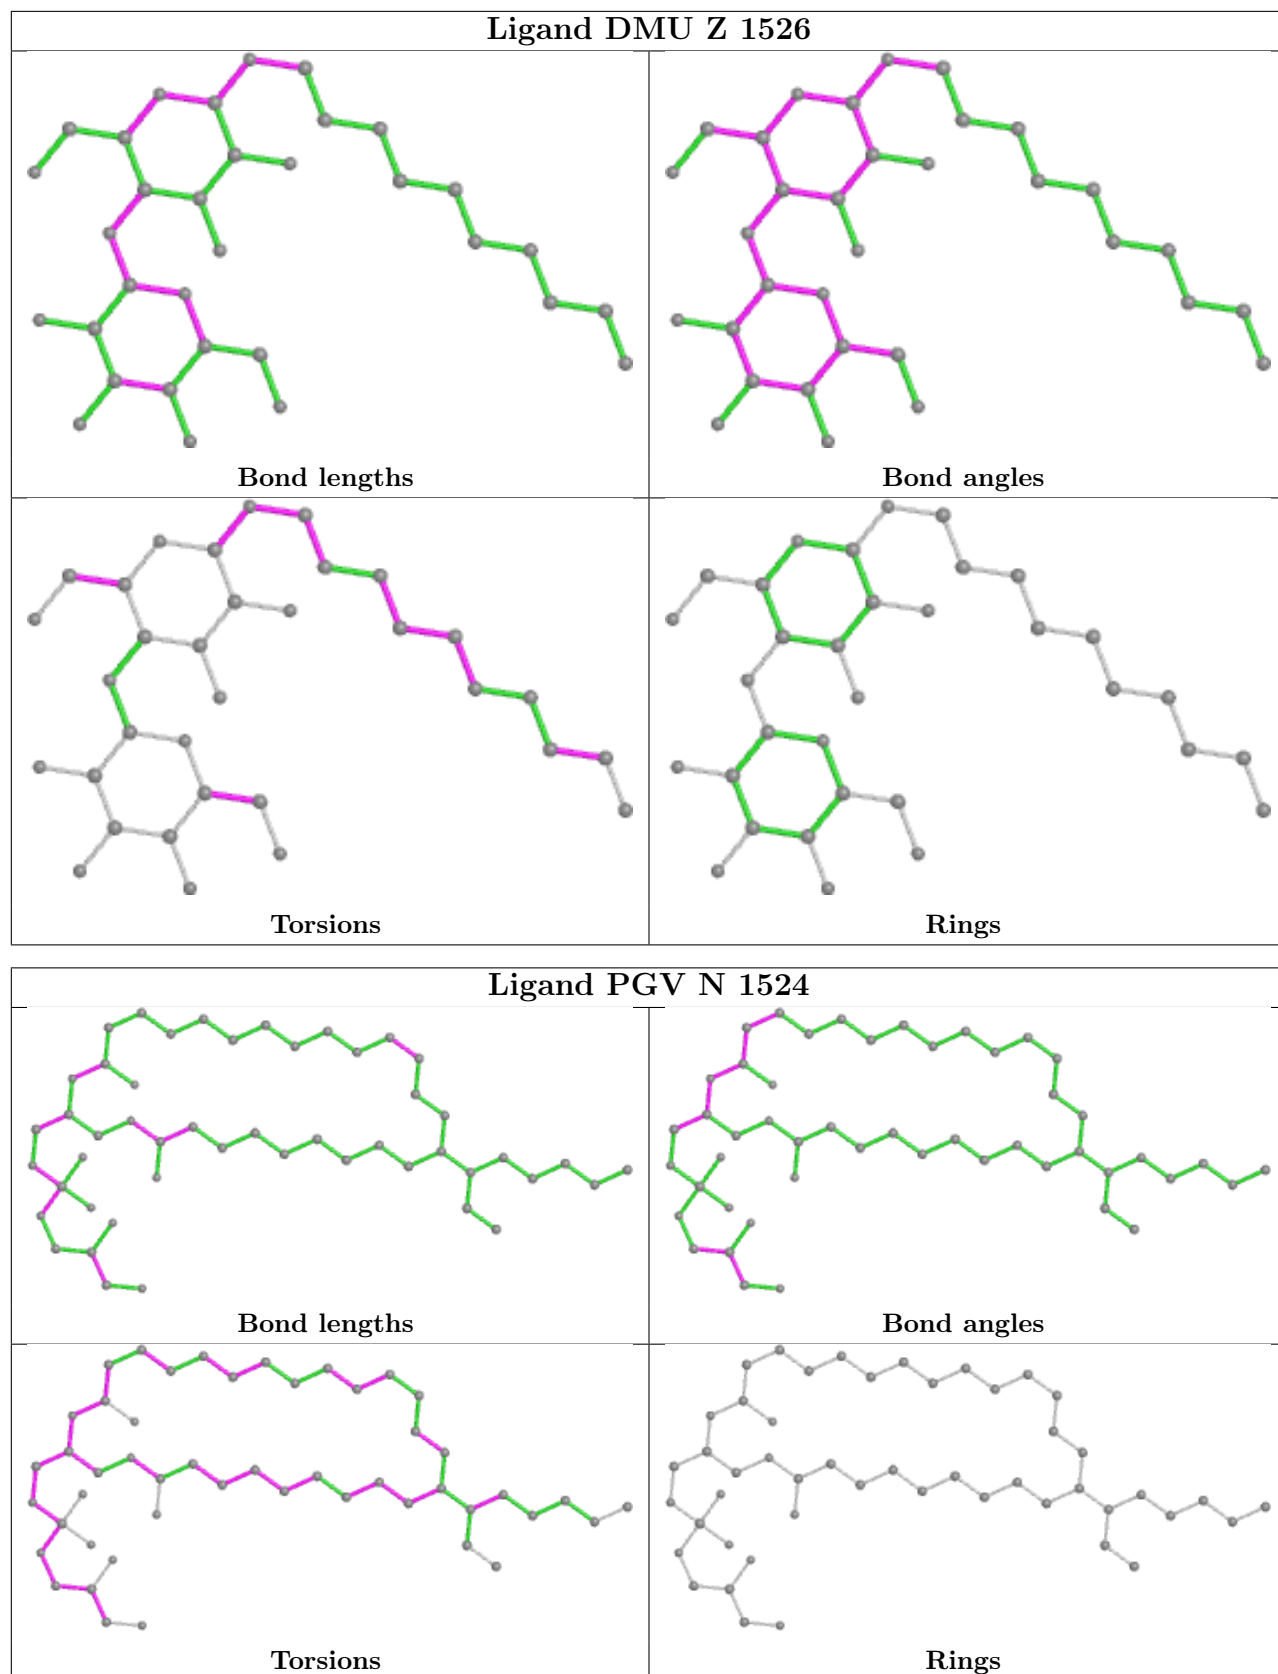 Ligand DMU Z 1526
Bond lengths
Bond angles
Torsions
Rings
Ligand PGV N 1524
Bond lengths
Bond angles
Torsions
Rings